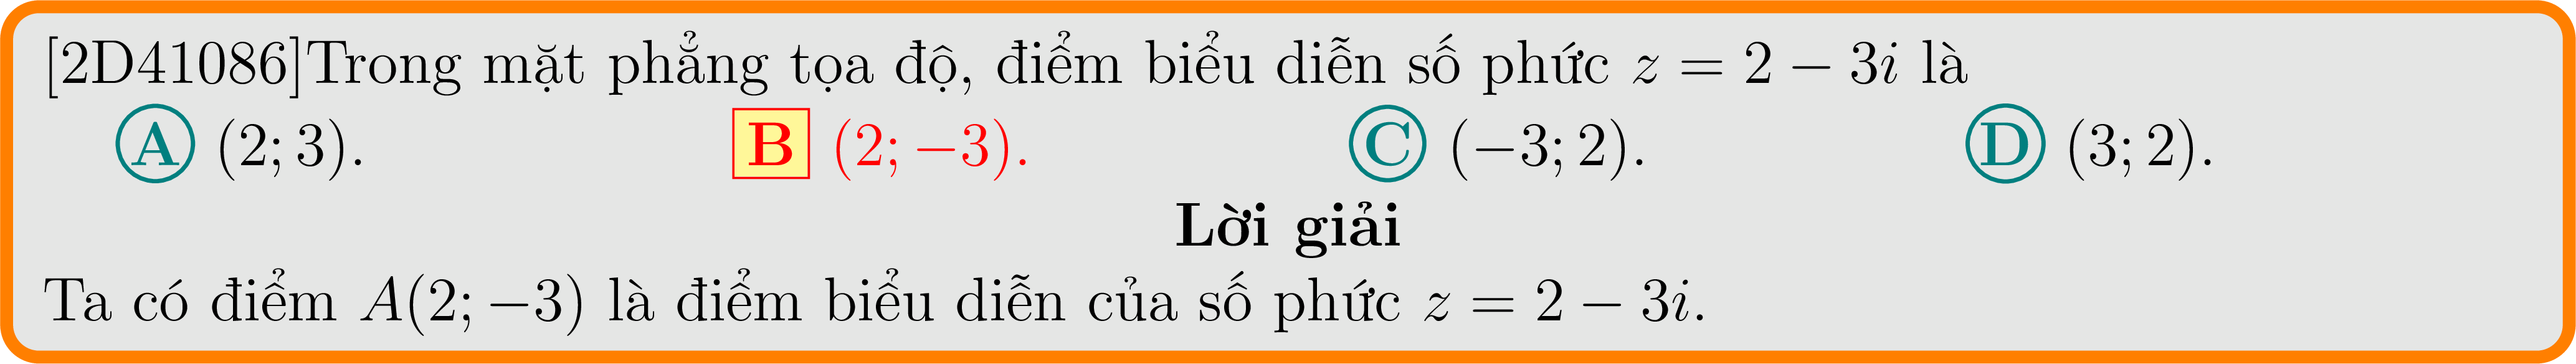 [2D41086]Trong mặt phẳng tọa độ, điểm biểu diễn số phức z = 2 − 3i là
A (2; 3). B (2; −3). C (−3; 2). D (3; 2).
Lời giải
Ta có điểm A(2; −3) là điểm biểu diễn của số phức z = 2 − 3i.